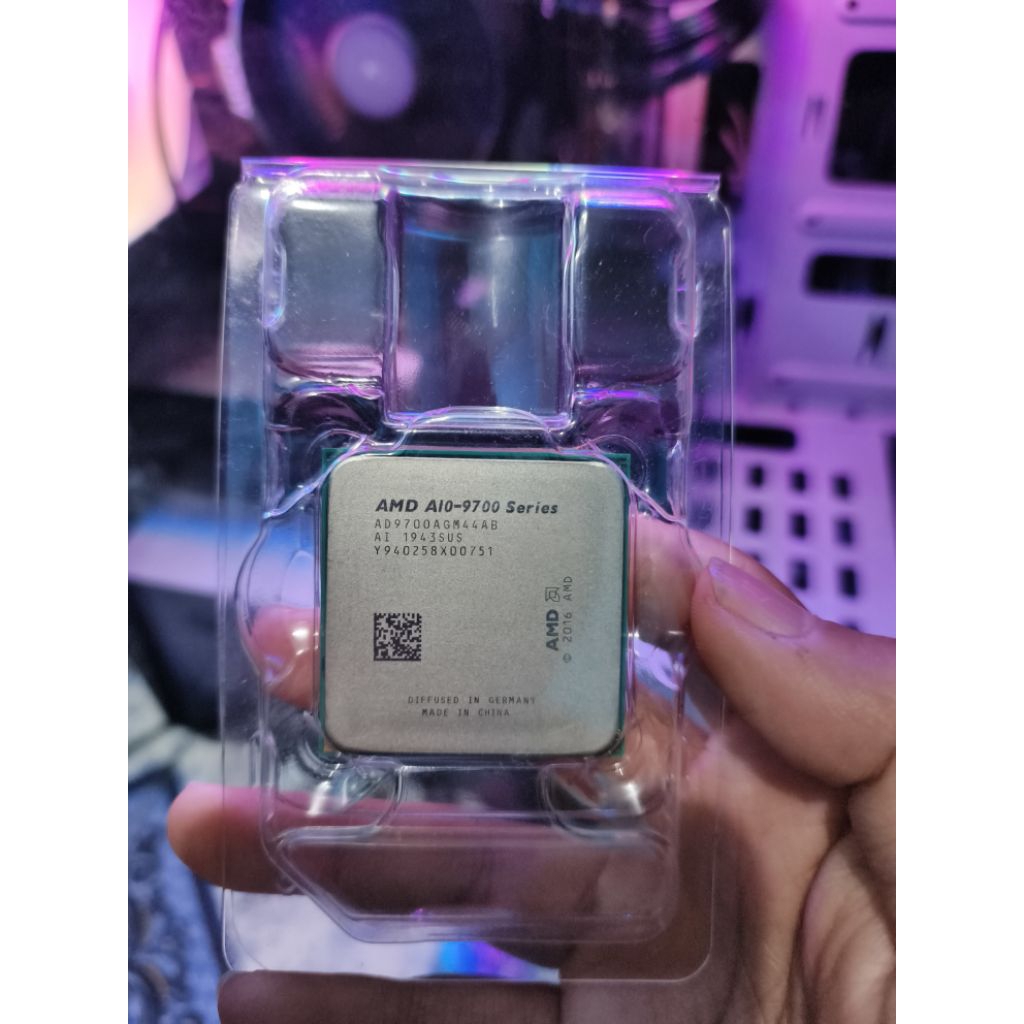 AMD A10-9700 Series
AD9700AGM44AB
AI 1943SUS
Y940258X00751
AMD
© 2016 AMD
DIFFUSED IN GERMANY
MADE IN CHINA